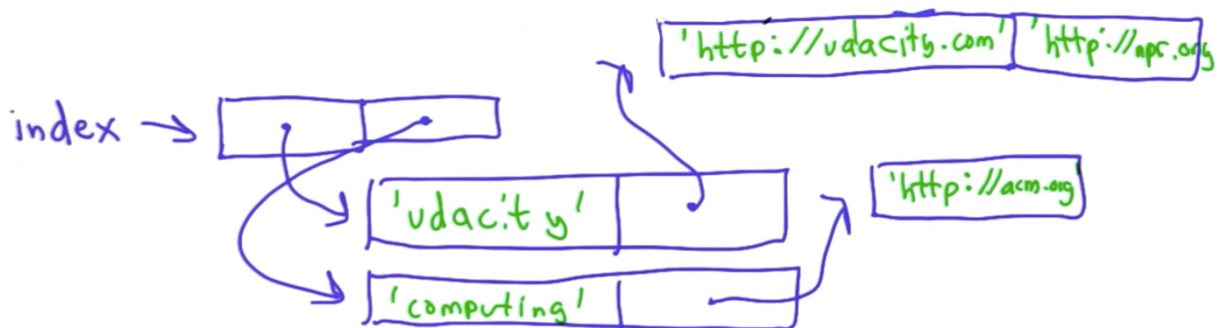 'http://udacity.com' 'http://npr.org
index
'udacity'
'http://acm.org'
'computing'